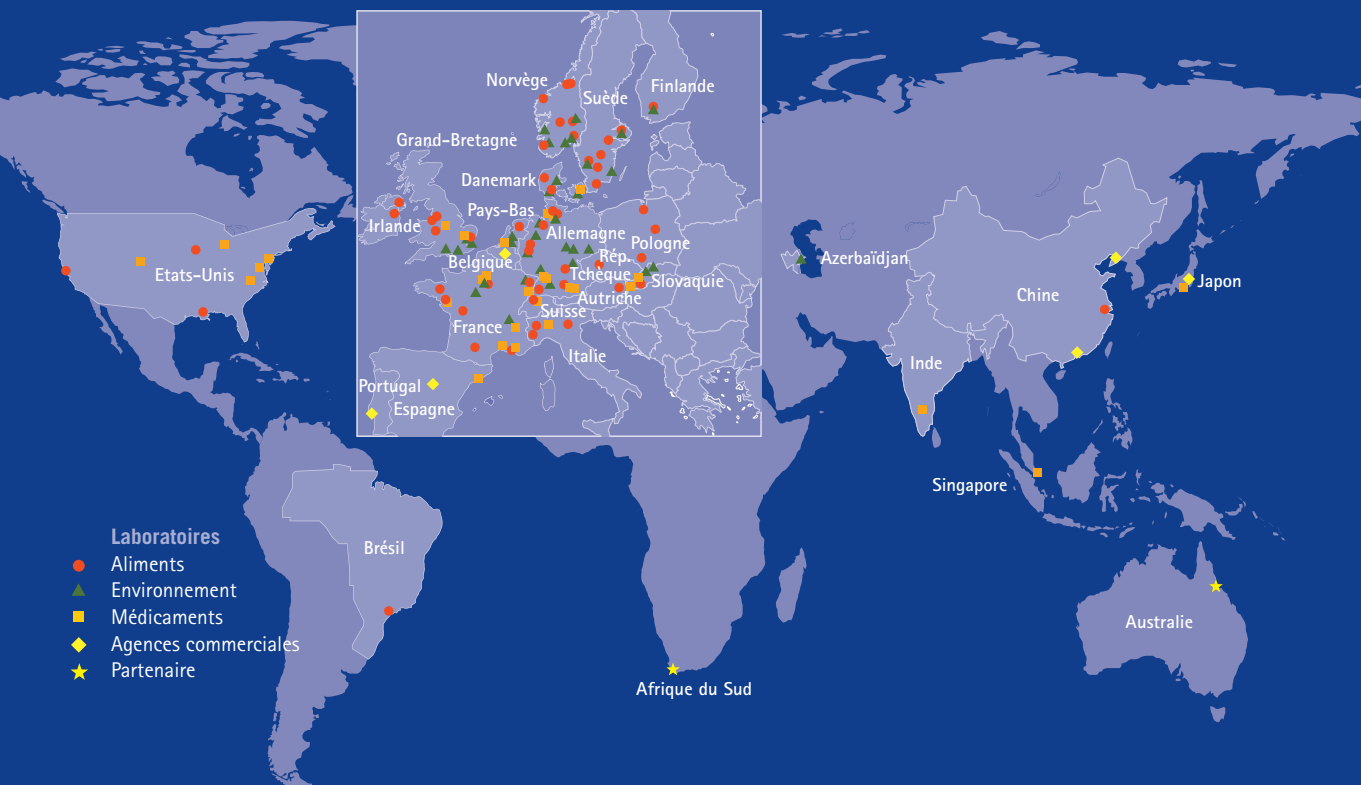 Norvège
Suède
Finlande
Grand-Bretagne
Danemark
Pays-Bas
Irlande
Allemagne
Pologne
Belgique
Rép.
Tchèque
Slovaquie
Autriche
Suisse
France
Italie
Portugal
Espagne
Etats-Unis
Azerbaïdjan
Chine
Japon
Inde
Singapore
Brésil
Australie
Afrique du Sud
Laboratoires
Aliments
Environnement
Médicaments
Agences commerciales
Partenaire